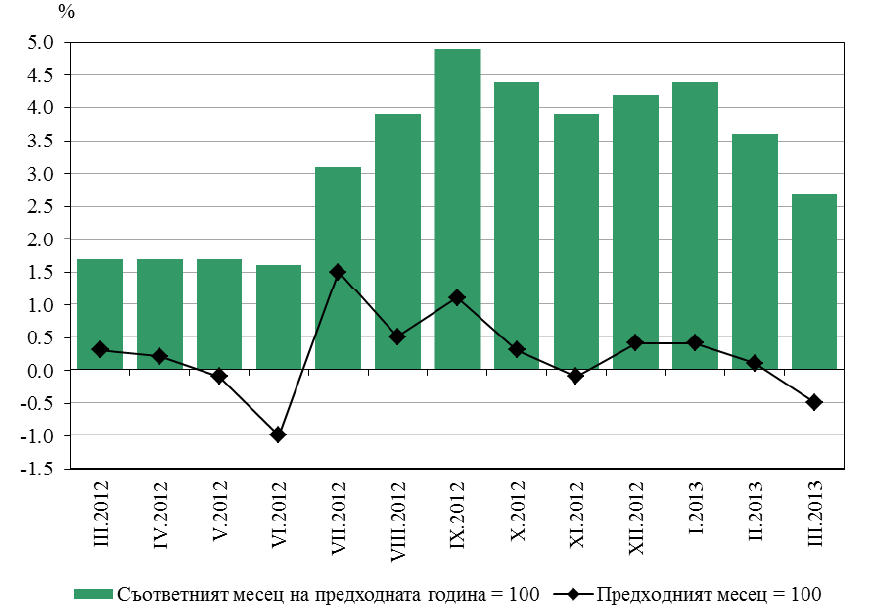 %
5.0
4.5
4.0
3.5
3.0
2.5
2.0
1.5
1.0
0.5
0.0
-0.5
-1.0
-1.5
III.2012
IV.2012
V.2012
VI.2012
VII.2012
VIII.2012
IX.2012
X.2012
XI.2012
XII.2012
I.2013
II.2013
III.2013
Съответният месец на предходната година = 100
Предходният месец = 100